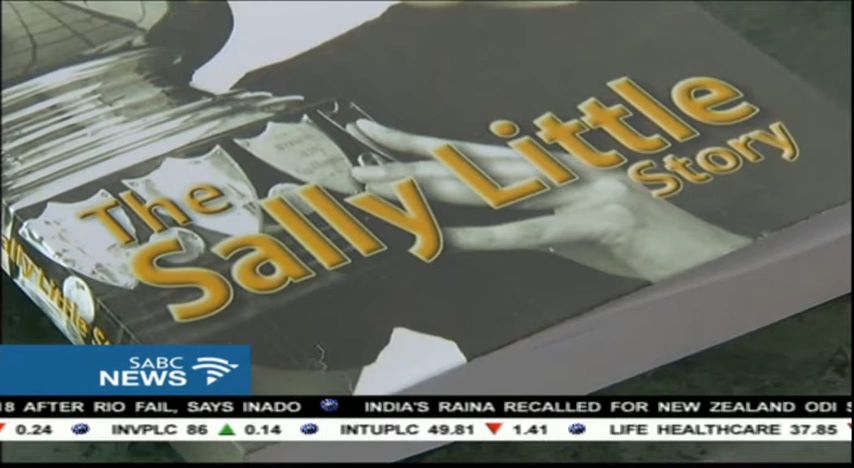 The
Sally Little
Story
SABC
NEWS
18 AFTER RIO FAIL, SAYS INADO INDIA'S RAINA RECALLED FOR NEW ZEALAND ODI S
0.24 INVPLC 86 0.14 INTUPLC 49.81 1.41 LIFE HEALTHCARE 37.85